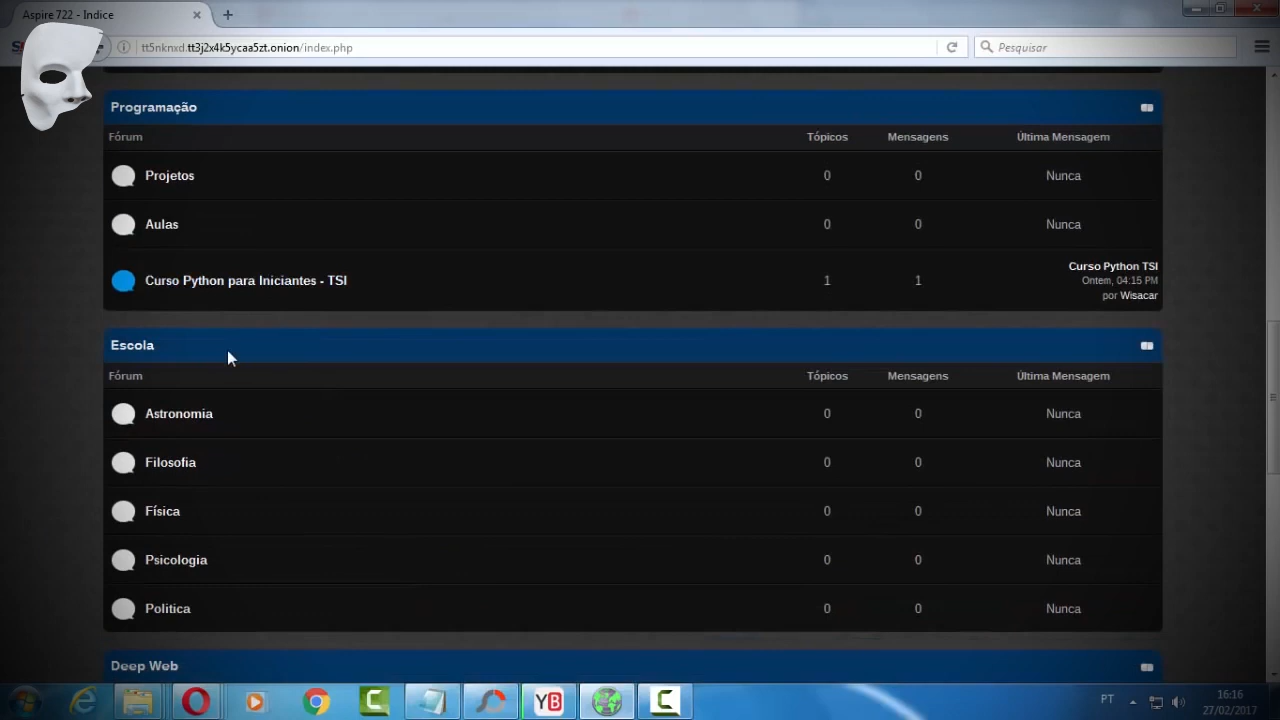 Aspire 722 - Indice
tt5nknxd.tt3j2x4k5ycaa5zt.onion/index.php
Pesquisar
Programação
Fórum Tópicos Mensagens Última Mensagem
Projetos 0 0 Nunca
Aulas 0 0 Nunca
Curso Python para Iniciantes - TSI 1 1 Curso Python TSI
Ontem, 04:15 PM
por Wisacar
Escola
Fórum Tópicos Mensagens Última Mensagem
Astronomia 0 0 Nunca
Filosofia 0 0 Nunca
Física 0 0 Nunca
Psicologia 0 0 Nunca
Politica 0 0 Nunca
Deep Web
YB
PT
16:16
27/02/2017